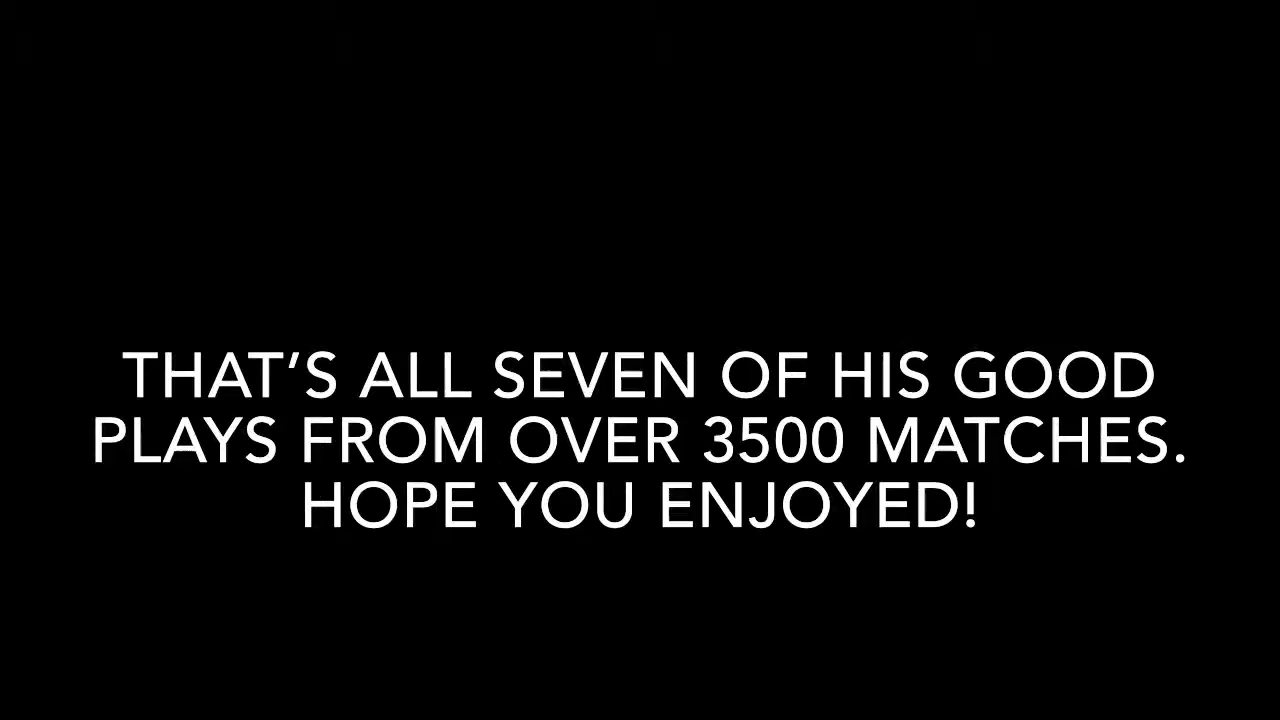 THAT’S ALL SEVEN OF HIS GOOD
PLAYS FROM OVER 3500 MATCHES.
HOPE YOU ENJOYED!